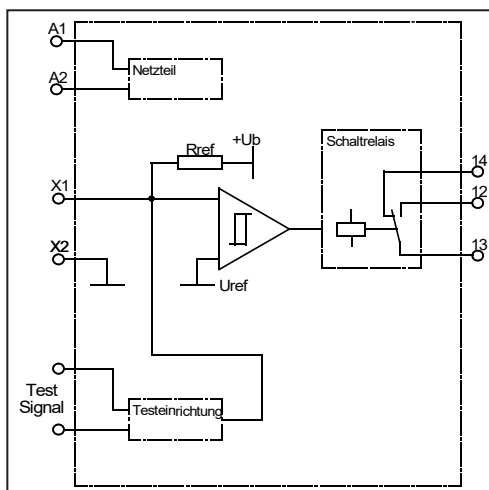 A1
Netzteil
A2
+Ub
Rref
Schaltrelais
14
X1
12
X2
13
Uref
Test
Signal
Testeinrichtung